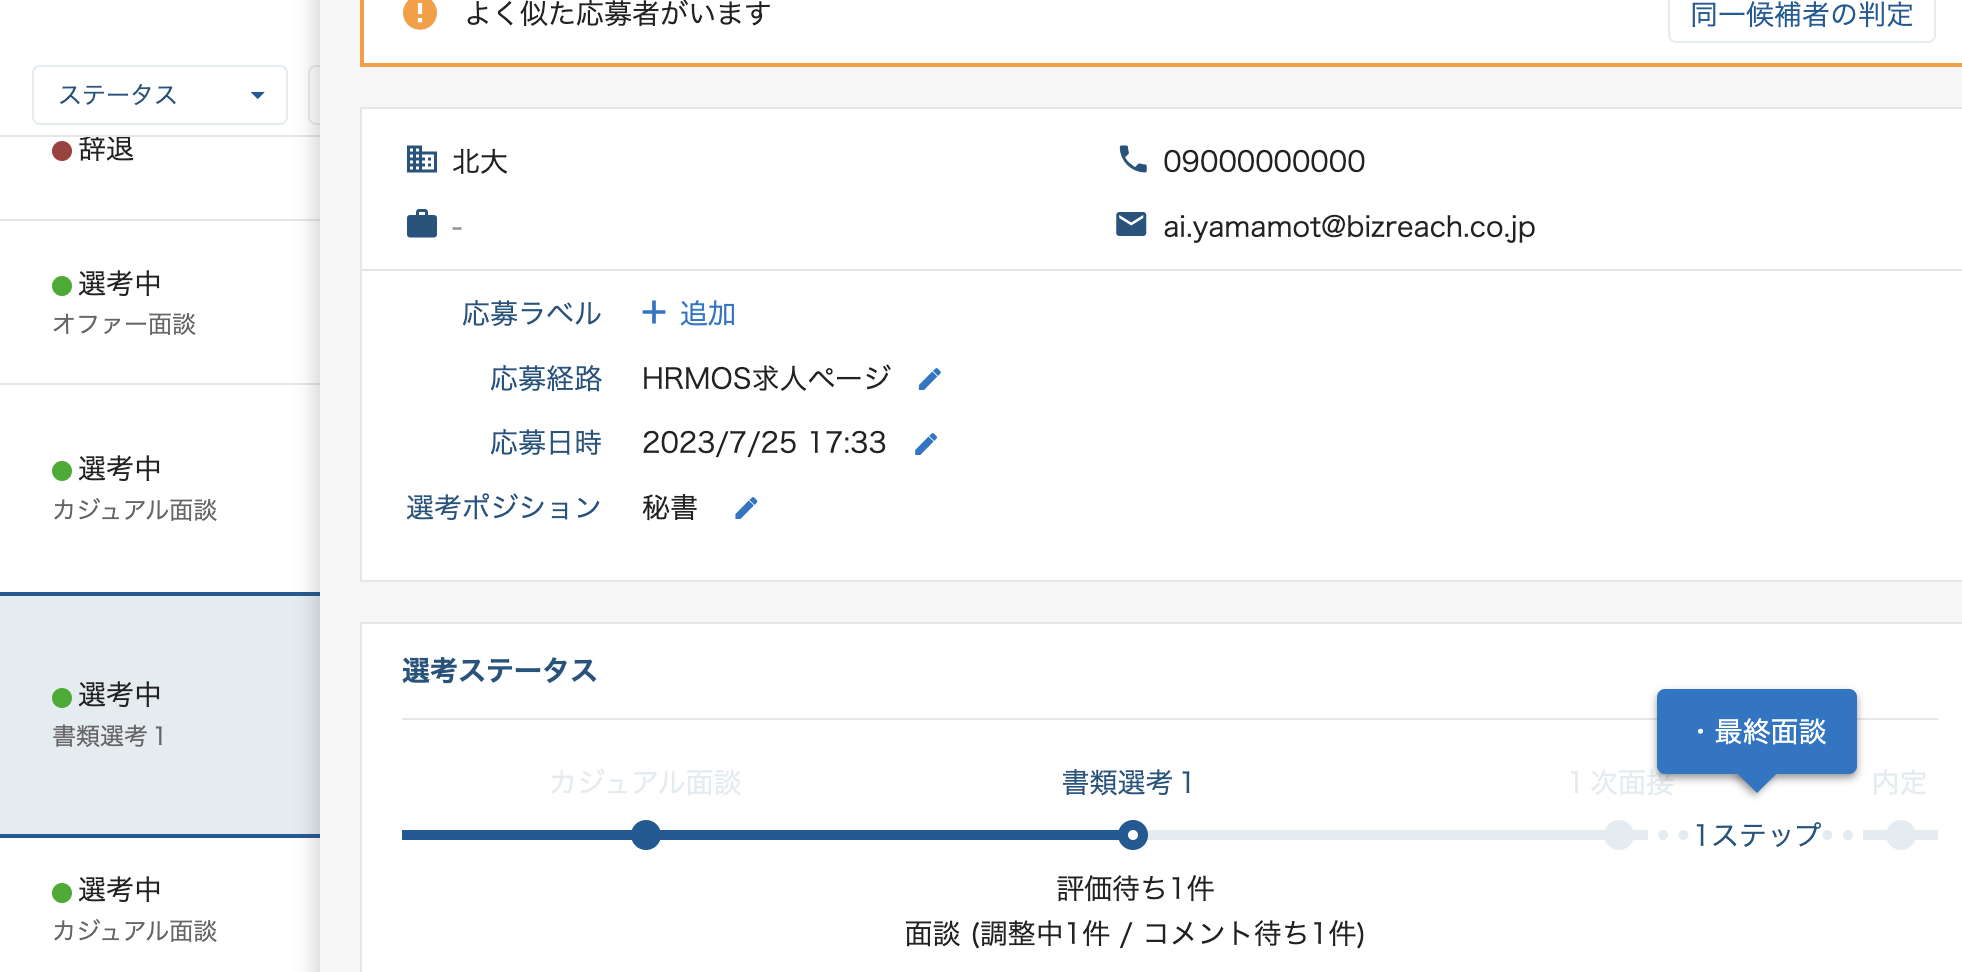 ステータス
辞退
選考中
オファー面談
選考中
カジュアル面談
選考中
書類選考1
選考中
カジュアル面談
よく似た応募者がいます
同一候補者の判定
北大
09000000000
-
ai.yamamot@bizreach.co.jp
応募ラベル + 追加
応募経路 HRMOS求人ページ
応募日時 2023/7/25 17:33
選考ポジション 秘書
選考ステータス
・最終面談
カジュアル面談 書類選考1 1次面接 内定
1ステップ
評価待ち1件
面談 (調整中1件 / コメント待ち1件)